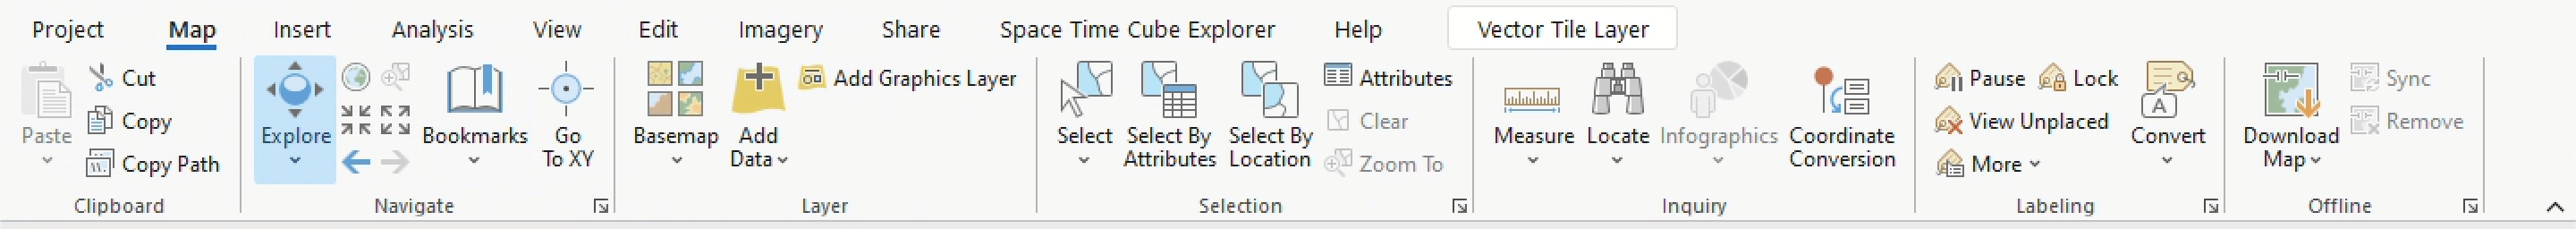 Project Map Insert Analysis View Edit Imagery Share Space Time Cube Explorer Help Vector Tile Layer
Paste
Cut
Copy
Copy Path
Clipboard
Explore
Bookmarks
Go
To XY
Navigate
Basemap
Add
Data
Add Graphics Layer
Layer
Select
Select By
Attributes
Select By
Location
Attributes
Clear
Zoom To
Selection
Measure
Locate
Infographics
Coordinate
Conversion
Inquiry
Pause
Lock
View Unplaced
More
A
Convert
Labeling
Download
Map
Sync
Remove
Offline